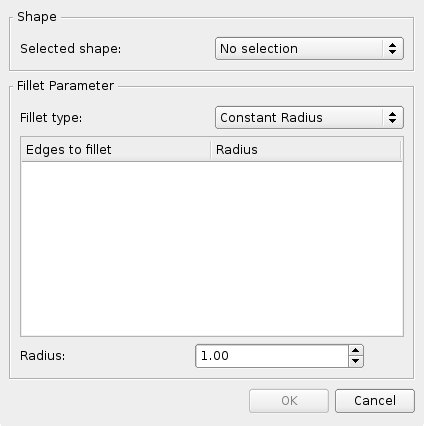 Shape
Selected shape: No selection
Fillet Parameter
Fillet type: Constant Radius
Edges to fillet Radius
Radius: 1.00
OK Cancel